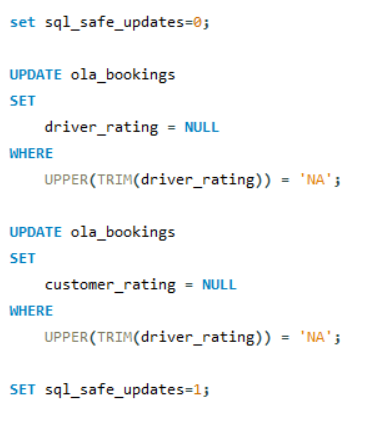 set sql_safe_updates=0;
UPDATE ola_bookings
SET
driver_rating = NULL
WHERE
UPPER(TRIM(driver_rating)) = 'NA';
UPDATE ola_bookings
SET
customer_rating = NULL
WHERE
UPPER(TRIM(driver_rating)) = 'NA';
SET sql_safe_updates=1;